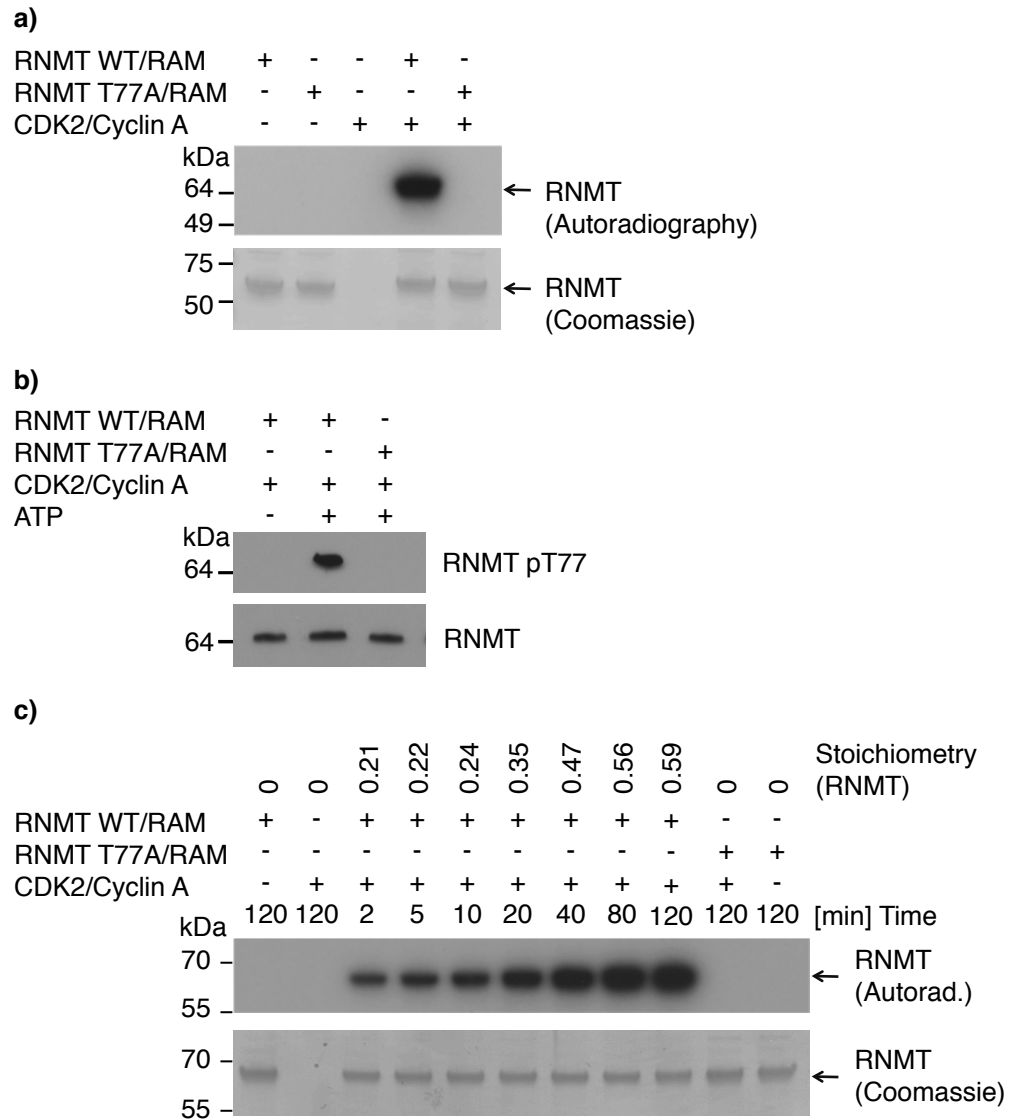 a)
RNMT WT/RAM + - - + -
RNMT T77A/RAM - + - - +
CDK2/Cyclin A - - + + +
kDa
64
49
RNMT
(Autoradiography)
75
50
RNMT
(Coomassie)
b)
RNMT WT/RAM + + -
RNMT T77A/RAM - - +
CDK2/Cyclin A + + +
ATP - + +
kDa
64
RNMT pT77
64
RNMT
c)
0 0 0.21 0.22 0.24 0.35 0.47 0.56 0.59 0 0 Stoichiometry
(RNMT)
RNMT WT/RAM + - + + + + + + + - -
RNMT T77A/RAM - - - - - - - - - + +
CDK2/Cyclin A - + + + + + + + + + -
120 120 2 5 10 20 40 80 120 120 120 [min] Time
kDa
70
55
RNMT
(Autorad.)
70
55
RNMT
(Coomassie)